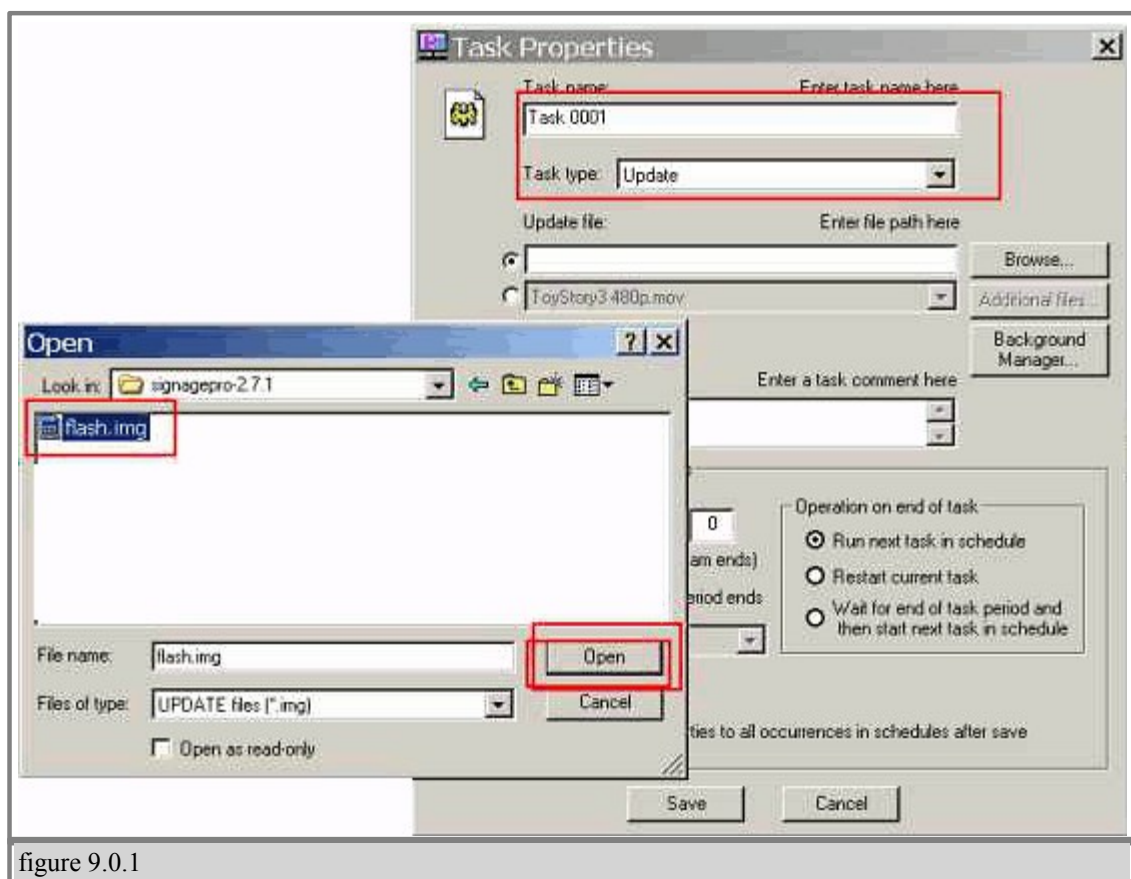 Task Properties
Task name: Enter task name here
Task 0001
Task type: Update
Update file: Enter file path here
Browse...
ToyStory3 480p.mov
Additional files...
Background
Manager...
Enter a task comment here
0
am ends)
eriod ends
Operation on end of task
Run next task in schedule
Restart current task
Wait for end of task period and
then start next task in schedule
ties to all occurrences in schedules after save
Save Cancel
Open
Look in: signagepro-2.7.1
flash.img
File name: flash.img Open
Files of type: UPDATE files (*.img) Cancel
Open as read-only
figure 9.0.1